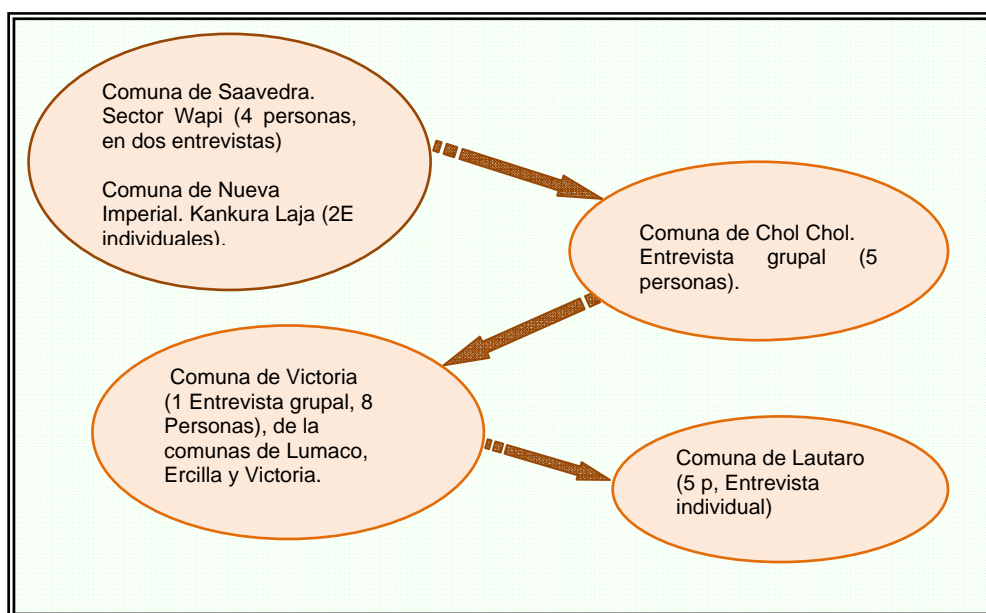 Comuna de Saavedra.
Sector Wapi (4 personas,
en dos entrevistas)
Comuna de Nueva
Imperial. Kankura Laja (2E
individuales).
Comuna de Chol Chol.
Entrevista grupal (5
personas).
Comuna de Victoria
(1 Entrevista grupal, 8
Personas), de la
comunas de Lumaco,
Ercilla y Victoria.
Comuna de Lautaro
(5 p, Entrevista
individual)